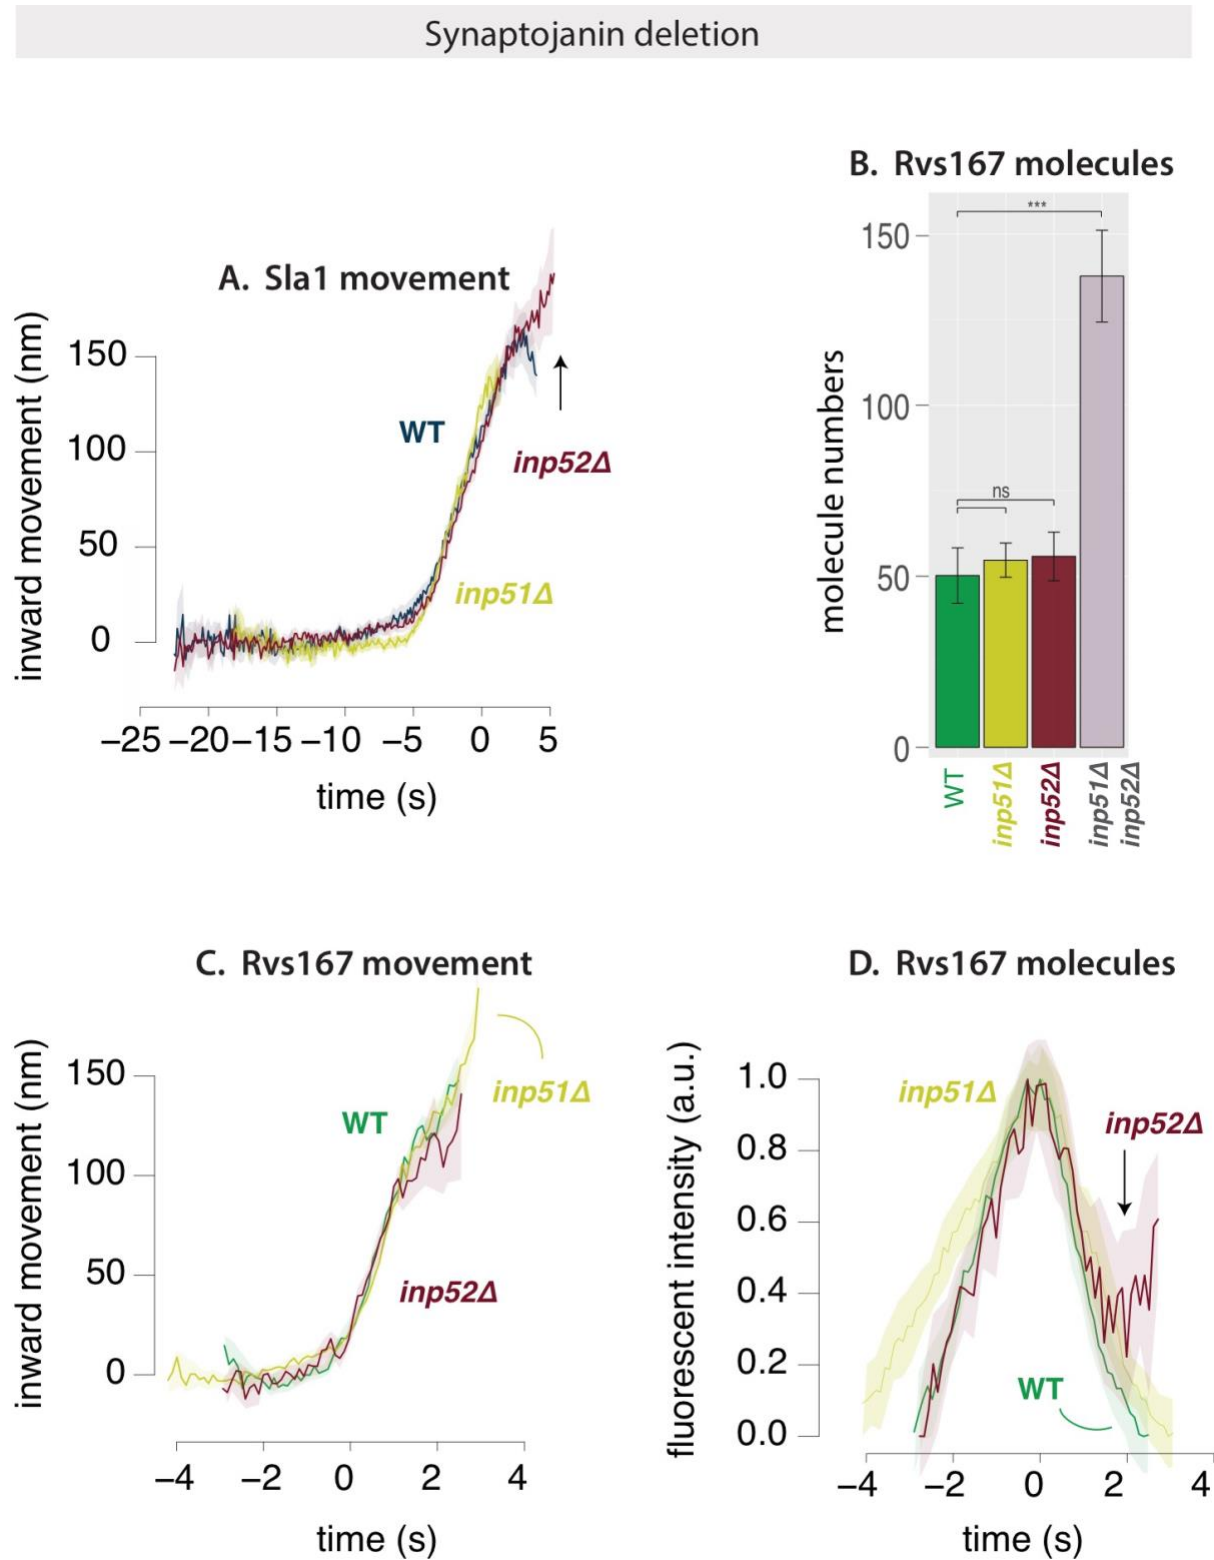 Synaptojanin deletion
A. Sla1 movement
inward movement (nm)
150
100
50
0
WT
inp52Δ
inp51Δ
−25 −20 −15 −10 −5 0 5
time (s)
B. Rvs167 molecules
molecule numbers
150
100
50
0
***
ns
WT
inp51Δ
inp52Δ
inp51Δ
inp52Δ
C. Rvs167 movement
inward movement (nm)
150
100
50
0
WT
inp51Δ
inp52Δ
−4 −2 0 2 4
time (s)
D. Rvs167 molecules
fluorescent intensity (a.u.)
1.0
0.8
0.6
0.4
0.2
0.0
inp51Δ
inp52Δ
WT
−4 −2 0 2 4
time (s)